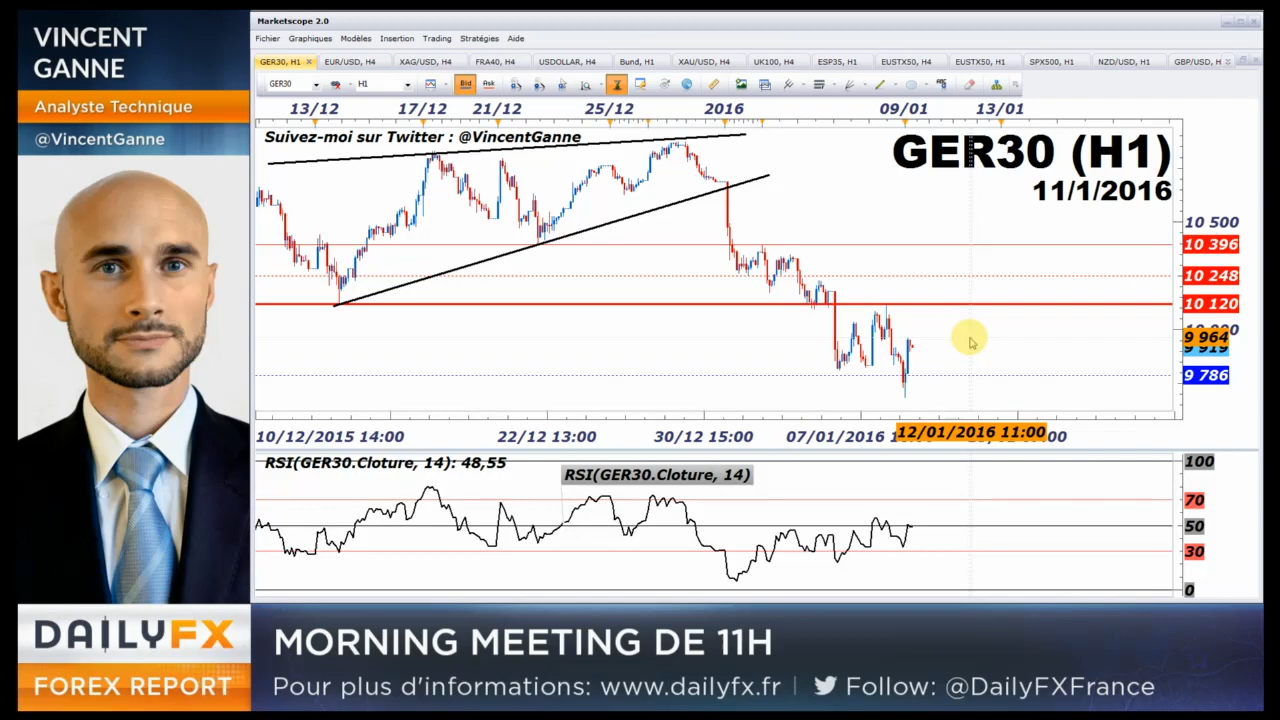 VINCENT
GANNE
Analyste Technique
@VincentGanne
Marketscope 2.0
Fichier Graphiques Modèles Insertion Trading Stratégies Aide
GER30, H1 EUR/USD, H4 XAG/USD, H4 FRA40, H4 USDOLLAR, H4 Bund, H1 XAU/USD, H4 UK100, H4 ESP35, H1 EUSTX50, H4 EUSTX50, H1 SPX500, H1 NZD/USD, H1 GBP/USD,
GER30 H1 Bid Ask
13/12 17/12 21/12 25/12 2016 09/01 13/01
Suivez-moi sur Twitter : @VincentGanne
GER30 (H1)
11/1/2016
10 500
10 396
10 248
10 120
9 964
9 919
9 786
10/12/2015 14:00 22/12 13:00 30/12 15:00 07/01/2016 12/01/2016 11:00
RSI(GER30.Cloture, 14): 48,55
RSI(GER30.Cloture, 14)
100
70
50
30
0
DAILYFX
FOREX REPORT
MORNING MEETING DE 11H
Pour plus d'informations: www.dailyfx.fr | Follow: @DailyFXFrance